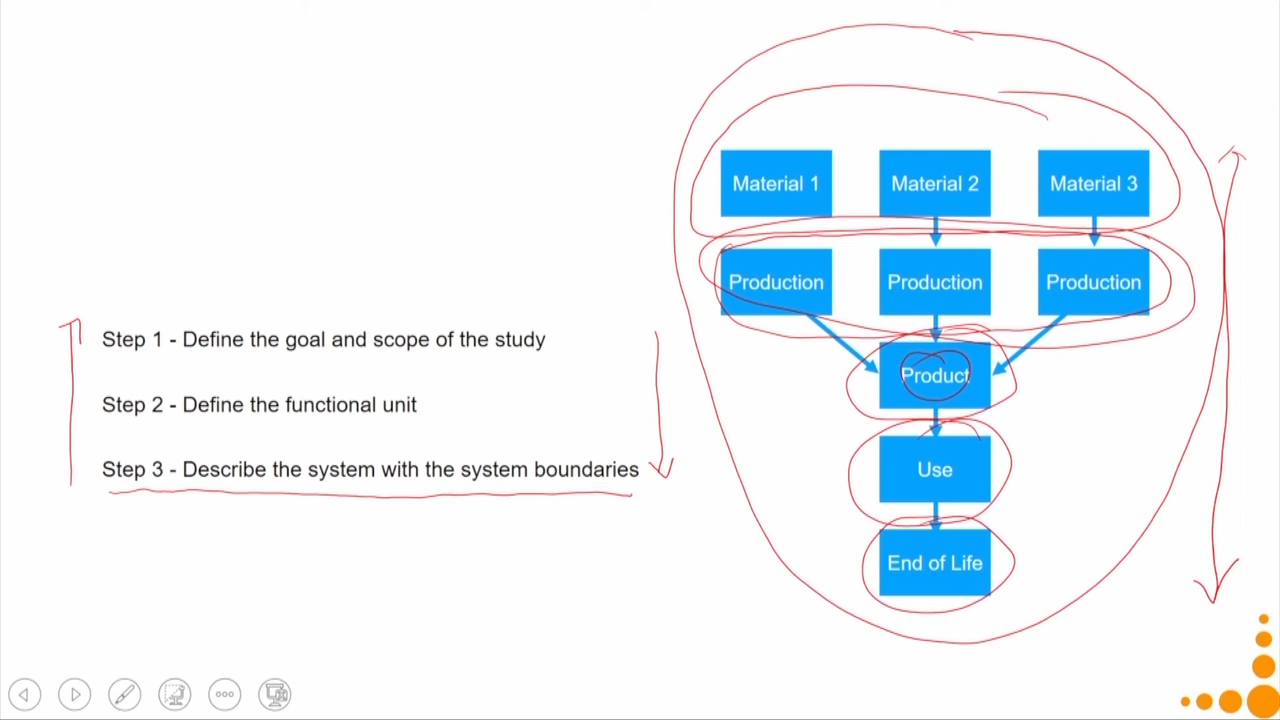 Material 1
Material 2
Material 3
Production
Production
Production
Step 1 - Define the goal and scope of the study
Product
Step 2 - Define the functional unit
Step 3 - Describe the system with the system boundaries
Use
End of Life